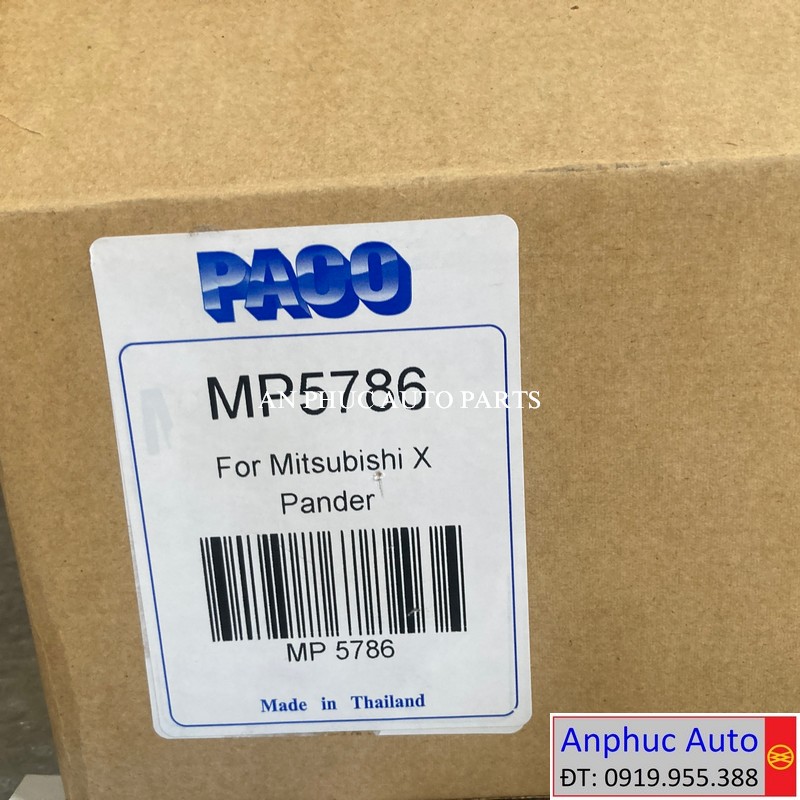 PACO
MP5786
AN PHUC AUTO PARTS
For Mitsubishi X
Pander
MP 5786
Made in Thailand
Anphuc Auto
ĐT: 0919.955.388